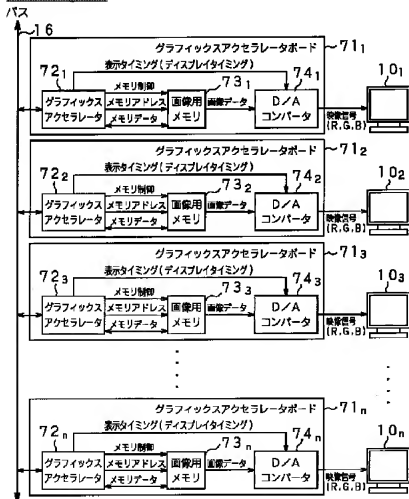 バス
16
グラフィックスアクセラレータボード 71₁
72₁ 表示タイミング(ディスプレイタイミング)
メモリ制御 73₁ 74₁ 10₁
グラフィックス メモリアドレス 画像用 画像データ D/A
アクセラレータ メモリデータ メモリ コンバータ 映像信号
(R,G,B)
グラフィックスアクセラレータボード 71₂
72₂ 表示タイミング(ディスプレイタイミング)
メモリ制御 73₂ 74₂ 10₂
グラフィックス メモリアドレス 画像用 画像データ D/A
アクセラレータ メモリデータ メモリ コンバータ 映像信号
(R,G,B)
グラフィックスアクセラレータボード 71₃
72₃ 表示タイミング(ディスプレイタイミング)
メモリ制御 73₃ 74₃ 10₃
グラフィックス メモリアドレス 画像用 画像データ D/A
アクセラレータ メモリデータ メモリ コンバータ 映像信号
(R,G,B)
グラフィックスアクセラレータボード 71ₙ
72ₙ 表示タイミング(ディスプレイタイミング)
メモリ制御 73ₙ 74ₙ 10ₙ
グラフィックス メモリアドレス 画像用 画像データ D/A
アクセラレータ メモリデータ メモリ コンバータ 映像信号
(R,G,B)